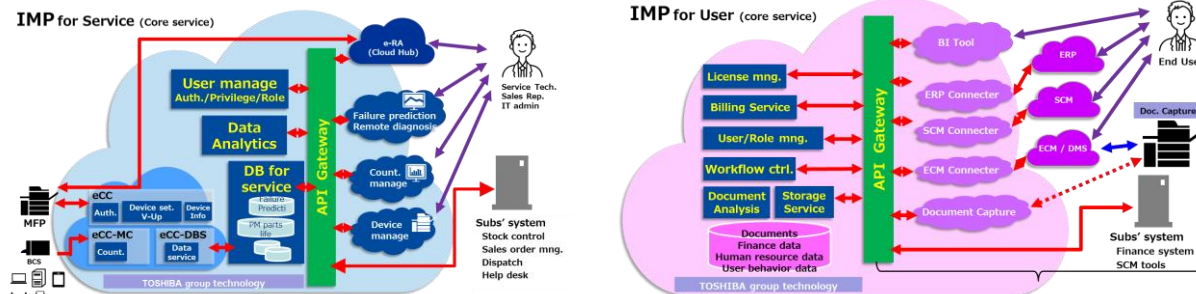 IMP for Service (Core service)
e-RA
(Cloud Hub)
User manage
Auth./Privilege/Role
Service Tech.
Sales Rep.
IT admin
Failure prediction
Remote diagnosis
Data
Analytics
API Gateway
DB for
service
Failure
Predicti
PM parts
life
Count.
manage
Device
manage
eCC
Auth.
Device set.
V-Up
Device
Info
MFP
eCC-MC
Count.
eCC-DBS
Data
service
BCS
Subs' system
Stock control
Sales order mng.
Dispatch
Help desk
TOSHIBA group technology
IMP for User (core service)
BI Tool
End Use
ERP
License mng.
ERP Connecter
Billing Service
SCM
Doc. Capture
User/Role mng.
SCM Connecter
API Gateway
ECM / DMS
Workflow ctrl.
ECM Connecter
Document
Analysis
Storage
Service
Document Capture
Documents
Finance data
Human resource data
User behavior data
Subs' system
Finance system
SCM tools
TOSHIBA group technology